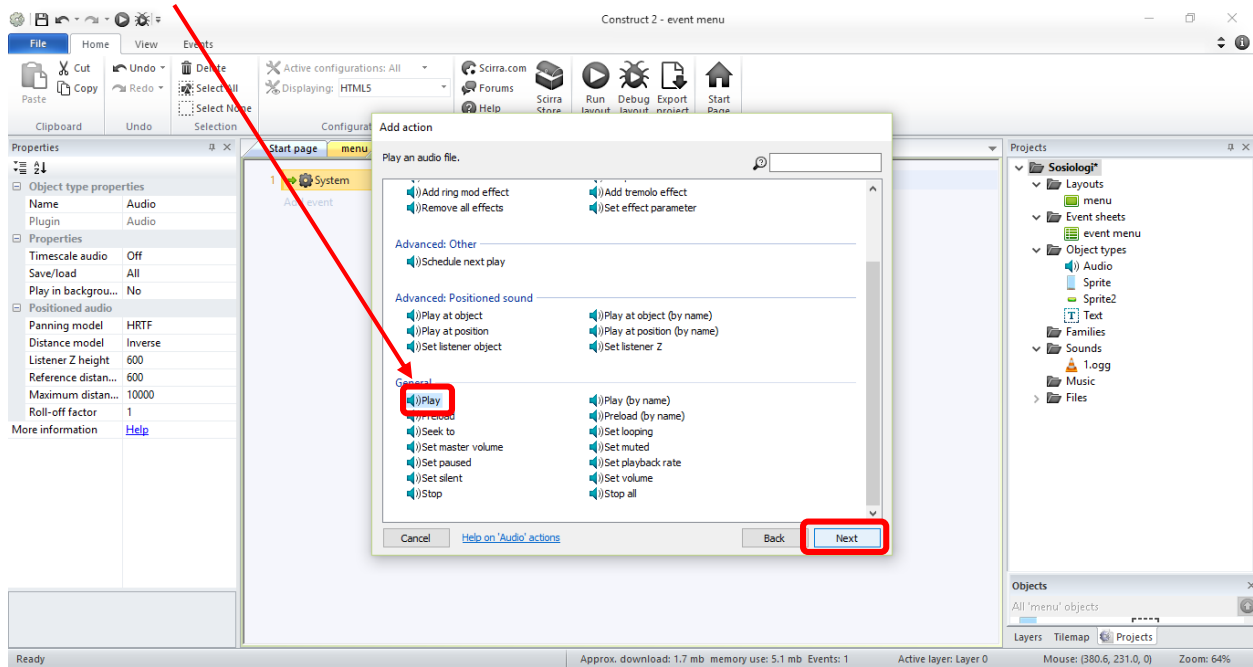 Construct 2 - event menu
File Home View Events
Paste
Cut
Copy
Clipboard
Undo
Redo
Undo
Delete
Select All
Select None
Selection
Active configurations: All
Displaying: HTML5
Configurat
Scirra.com
Forums
Help
Scirra Store
Run layout
Debug layout
Export project
Start Page
Properties
Object type properties
Name Audio
Plugin Audio
Properties
Timescale audio Off
Save/load All
Play in backgrou... No
Positioned audio
Panning model HRTF
Distance model Inverse
Listener Z height 600
Reference distan... 600
Maximum distan... 10000
Roll-off factor 1
More information Help
Start page menu
1 System
Add event
Add action
Play an audio file.
Add ring mod effect Add tremolo effect
Remove all effects Set effect parameter
Advanced: Other
Schedule next play
Advanced: Positioned sound
Play at object Play at object (by name)
Play at position Play at position (by name)
Set listener object Set listener Z
General
Play Play (by name)
Preload Preload (by name)
Seek to Set looping
Set master volume Set muted
Set paused Set playback rate
Set silent Set volume
Stop Stop all
Cancel Help on 'Audio' actions Back Next
Projects
Sosiologi*
Layouts
menu
Event sheets
event menu
Object types
Audio
Sprite
Sprite2
T Text
Families
Sounds
1.ogg
Music
Files
Objects
All 'menu' objects
Layers Tilemap Projects
Ready Approx. download: 1.7 mb memory use: 5.1 mb Events: 1 Active layer: Layer 0 Mouse: (380.6, 231.0, 0) Zoom: 64%